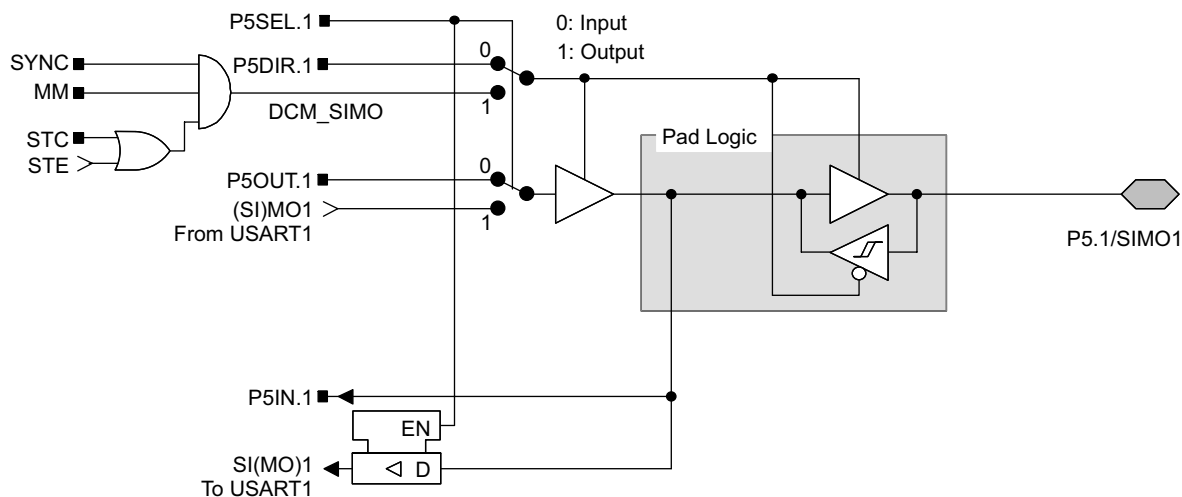 P5SEL.1
0: Input
1: Output
SYNC
P5DIR.1
0
MM
1
DCM_SIMO
STC
STE
Pad Logic
P5OUT.1
0
(SI)MO1
1
From USART1
P5.1/SIMO1
P5IN.1
EN
SI(MO)1
D
To USART1